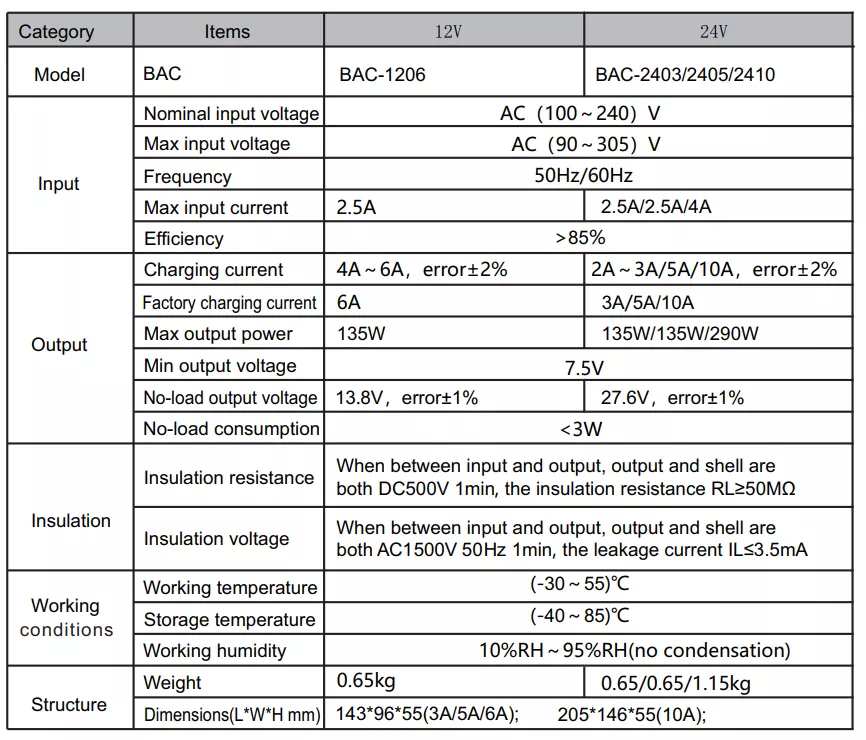 Category Items 12V 24V
Model BAC BAC-1206 BAC-2403/2405/2410
Input
Nominal input voltage AC（100～240）V
Max input voltage AC（90～305）V
Frequency 50Hz/60Hz
Max input current 2.5A 2.5A/2.5A/4A
Efficiency >85%
Output
Charging current 4A～6A，error±2% 2A～3A/5A/10A，error±2%
Factory charging current 6A 3A/5A/10A
Max output power 135W 135W/135W/290W
Min output voltage 7.5V
No-load output voltage 13.8V，error±1% 27.6V，error±1%
No-load consumption <3W
Insulation
Insulation resistance
When between input and output, output and shell are
both DC500V 1min, the insulation resistance RL≥50MΩ
Insulation voltage
When between input and output, output and shell are
both AC1500V 50Hz 1min, the leakage current IL≤3.5mA
Working
conditions
Working temperature (-30～55)℃
Storage temperature (-40～85)℃
Working humidity 10%RH～95%RH(no condensation)
Structure
Weight 0.65kg 0.65/0.65/1.15kg
Dimensions(L*W*H mm) 143*96*55(3A/5A/6A); 205*146*55(10A);